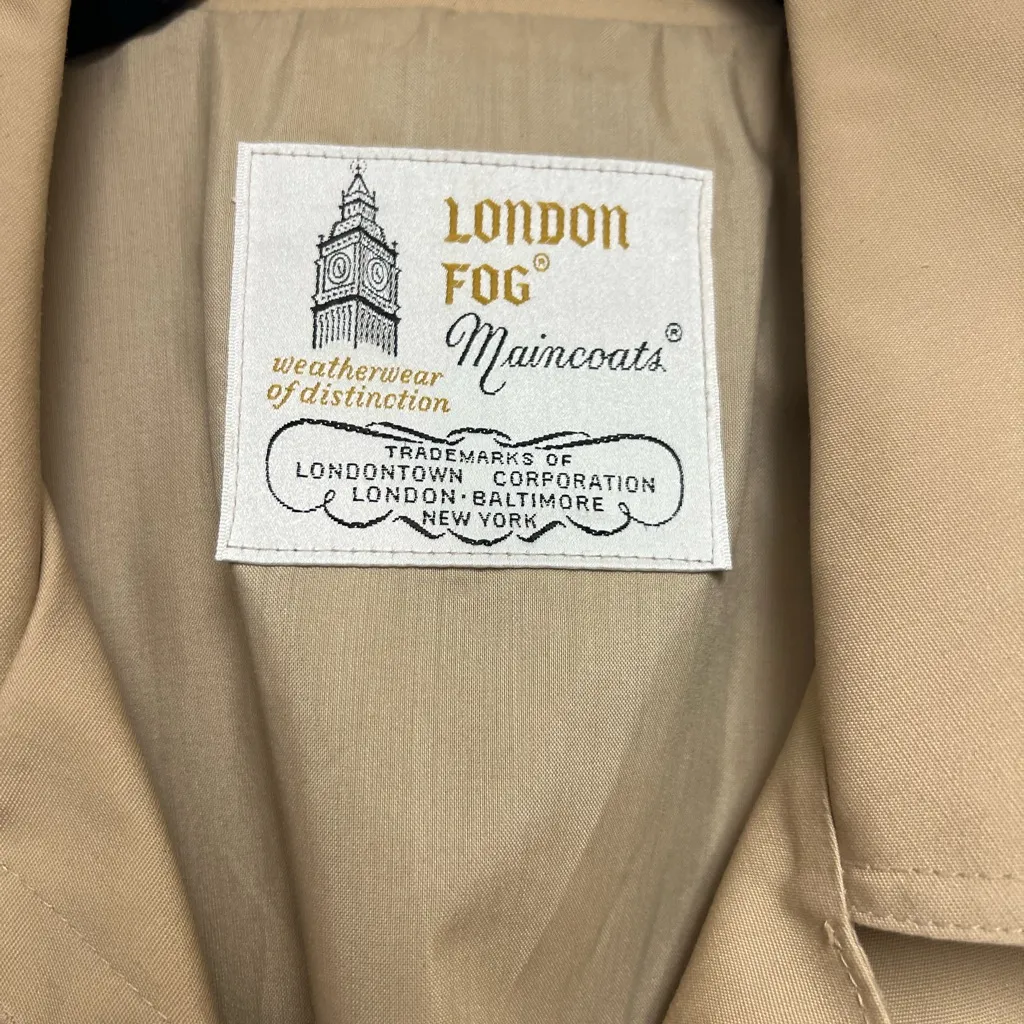 LONDON
FOG®
Maincoats®
weatherwear
of distinction
TRADEMARKS OF
LONDONTOWN CORPORATION
LONDON · BALTIMORE
NEW YORK